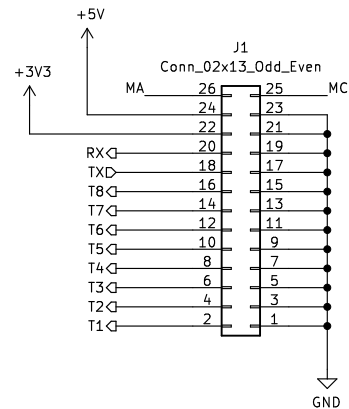 +5V
J1
Conn_02x13_Odd_Even
+3V3
MA 26 25 MC
24 23
22 21
RX 20 19
TX 18 17
T8 16 15
T7 14 13
T6 12 11
T5 10 9
T4 8 7
T3 6 5
T2 4 3
T1 2 1
GND